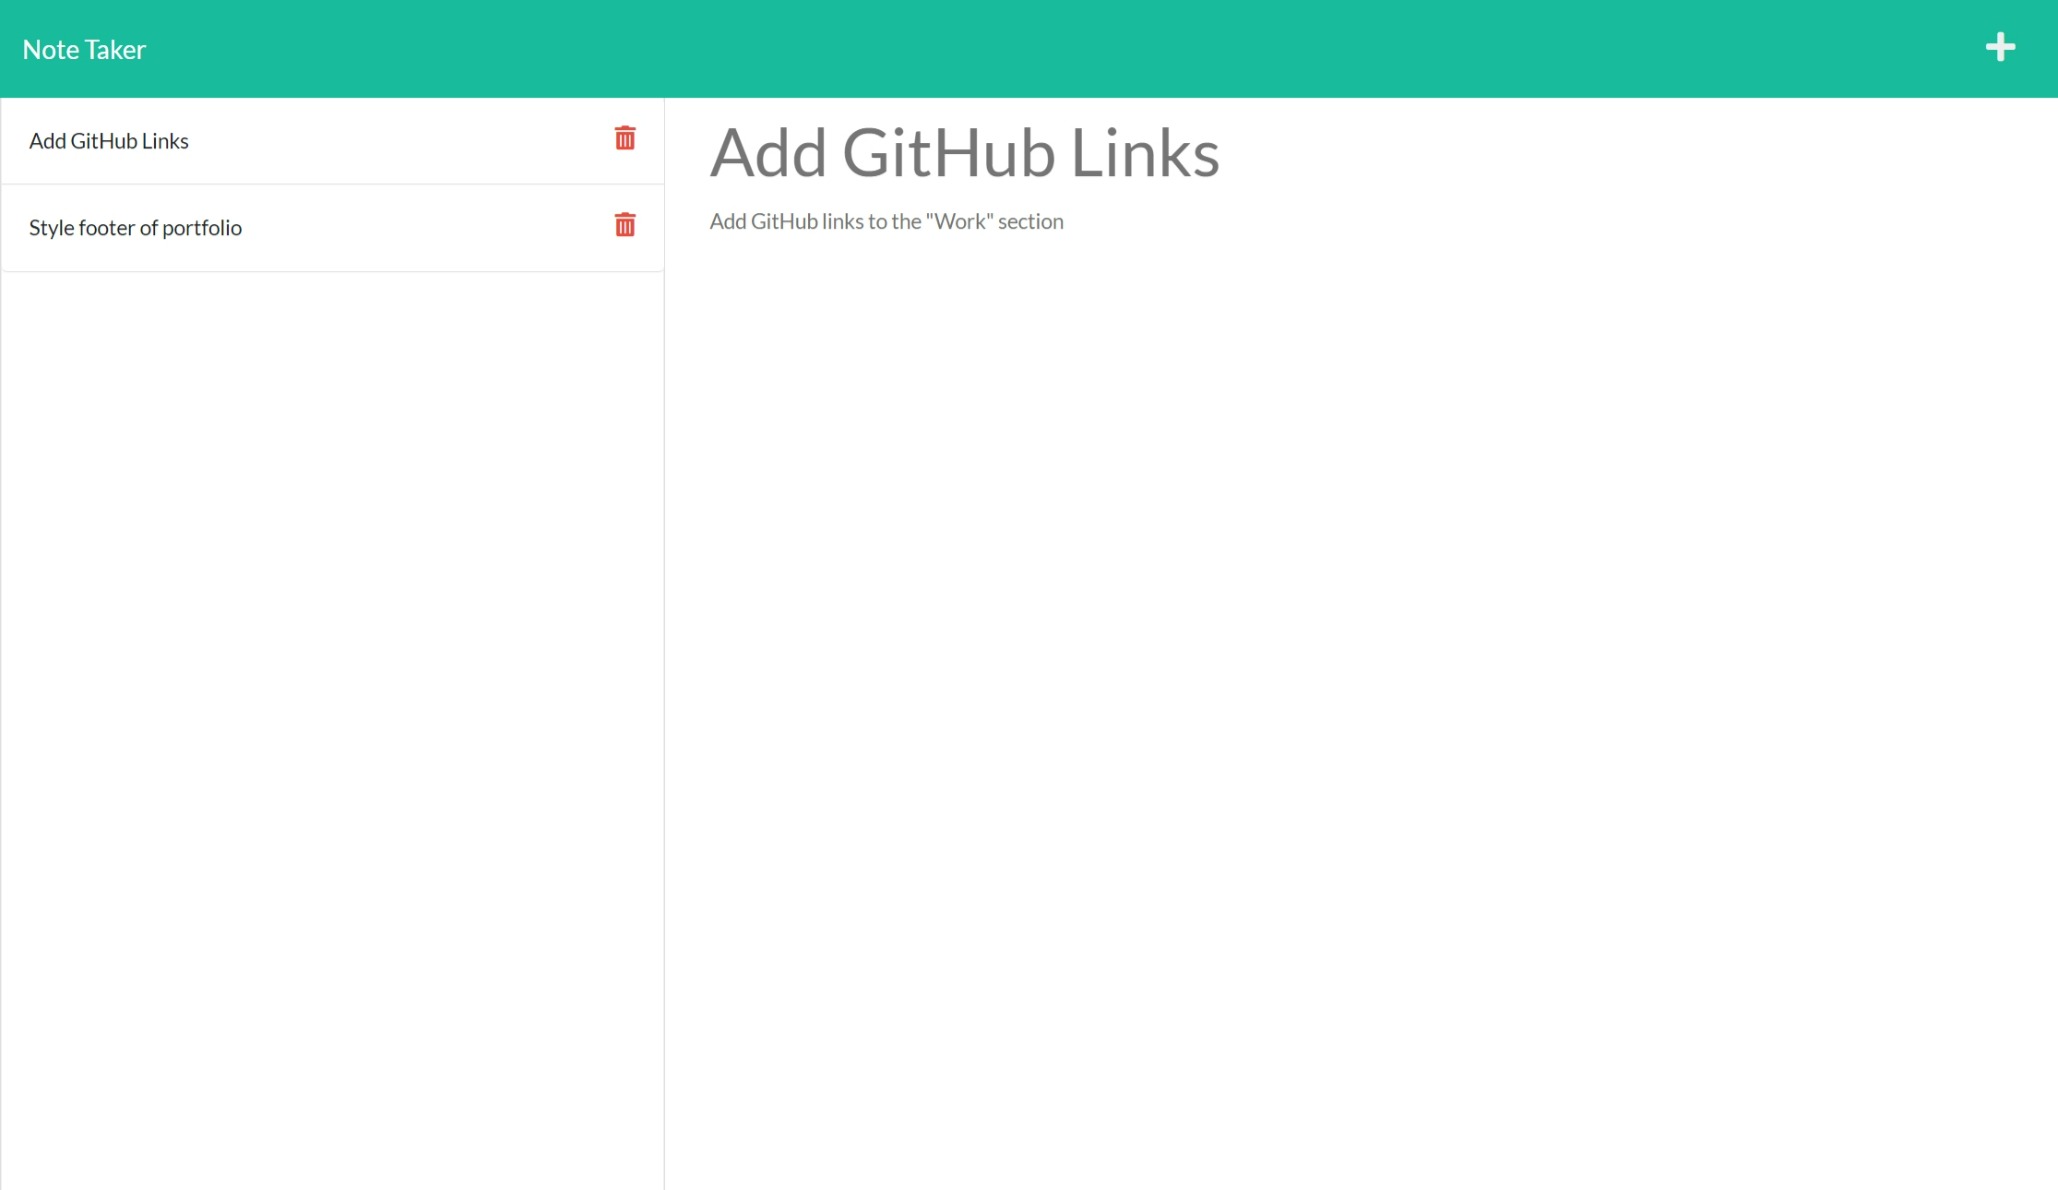 Note Taker
Add GitHub Links
Style footer of portfolio
Add GitHub Links
Add GitHub links to the "Work" section